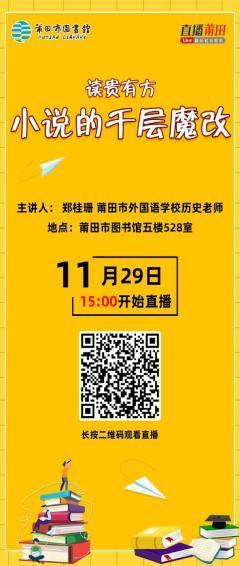 莆田市图书馆
PUTIAN LIBRARY
直播莆田
Live
读贵有方
小说的千层魔改
主讲人： 郑桂珊 莆田市外国语学校历史老师
地点：莆田市图书馆五楼528室
11月29日
15:00开始直播
长按二维码观看直播